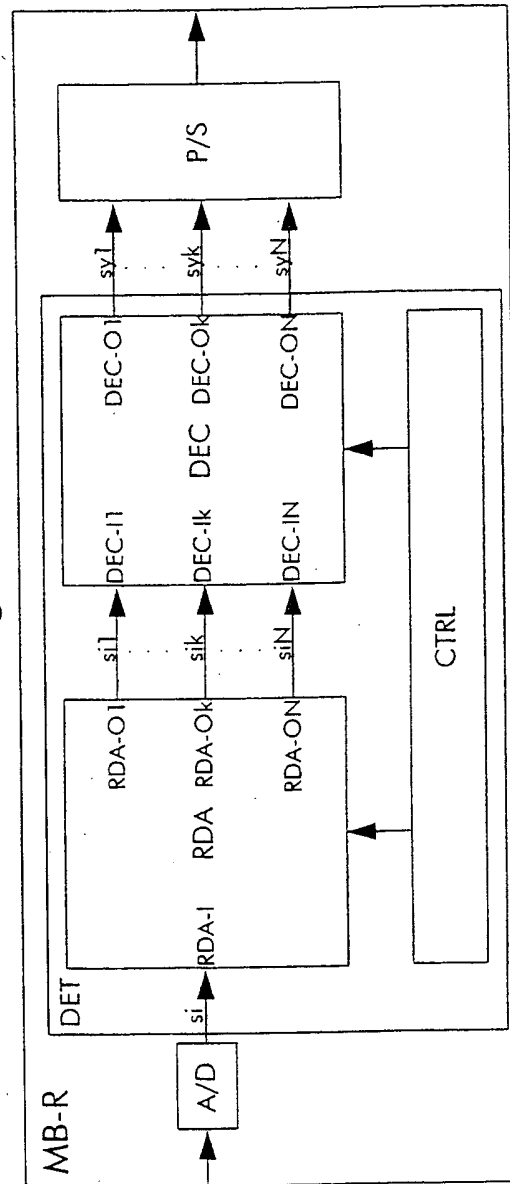 MB-R
DET
A/D
si
RDA-I
RDA
RDA-O1
RDA-Ok
RDA-ON
si1
sik
siN
DEC-I1
DEC-Ik
DEC-IN
DEC
DEC-O1
DEC-Ok
DEC-ON
sy1
syk
syN
P/S
CTRL